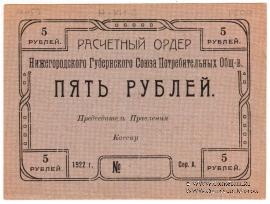 5
РУБЛЕЙ.
5
РУБЛЕЙ.
РАСЧЕТНЫЙ ОРДЕР
Нижегородского Губернского Союза Потребительных Общ-в.
ПЯТЬ РУБЛЕЙ.
Председатель Правления
Кассир
5
РУБЛЕЙ.
1922 г.
№
Сер. А.
5
РУБЛЕЙ.